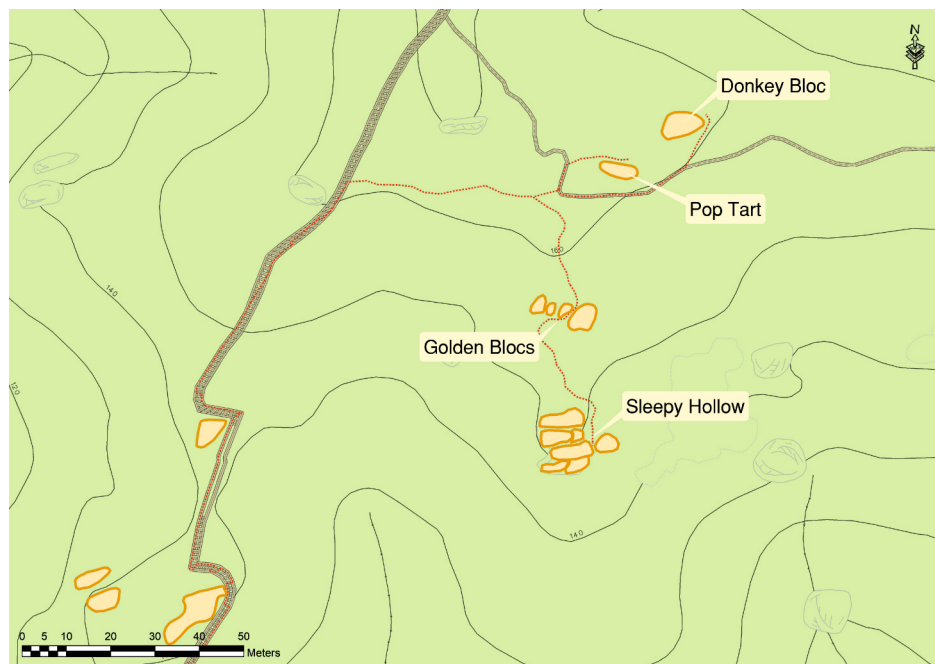 N
Donkey Bloc
Pop Tart
160
140
Golden Blocs
120
Sleepy Hollow
140
0 5 10 20 30 40 50
Meters